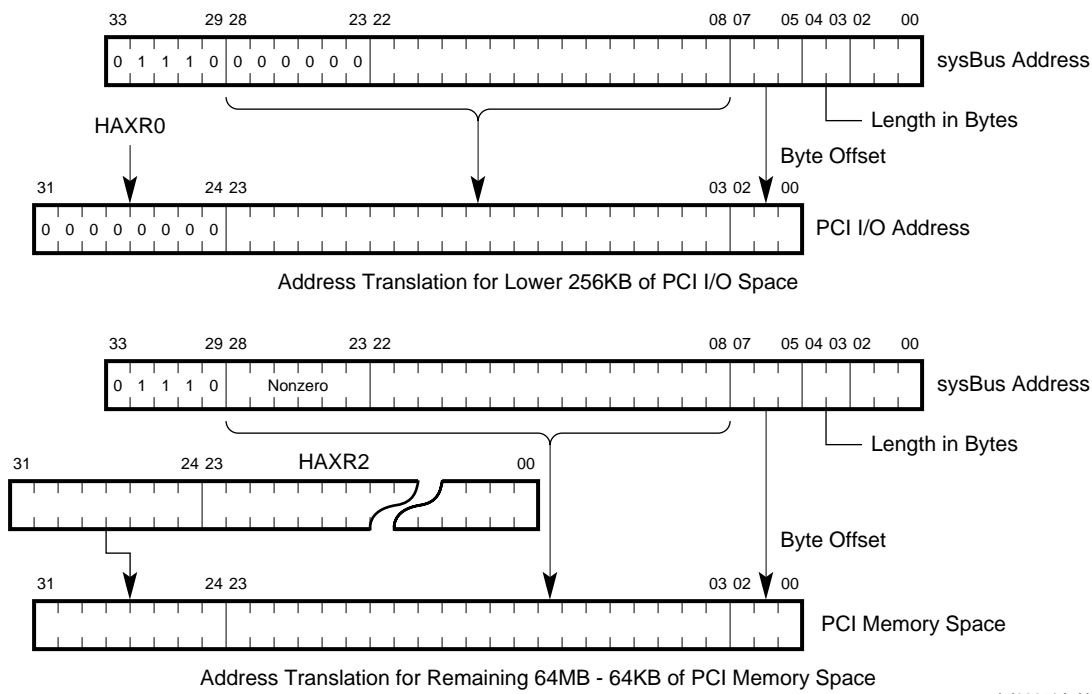 33 29 28 23 22 08 07 05 04 03 02 00
0 1 1 1 0 0 0 0 0 0 0 sysBus Address
HAXR0 Length in Bytes
Byte Offset
31 24 23 03 02 00
0 0 0 0 0 0 0 0 PCI I/O Address
Address Translation for Lower 256KB of PCI I/O Space
33 29 28 23 22 08 07 05 04 03 02 00
0 1 1 1 0 Nonzero sysBus Address
Length in Bytes
31 24 23 HAXR2 00
Byte Offset
31 24 23 03 02 00
PCI Memory Space
Address Translation for Remaining 64MB - 64KB of PCI Memory Space